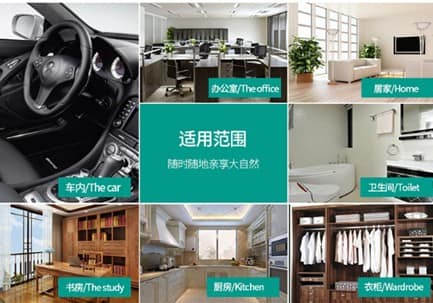 办公室/The office
居家/Home
车内/The car
适用范围
随时随地亲享大自然
卫生间/Toilet
书房/The study
厨房/Kitchen
衣柜/Wardrobe